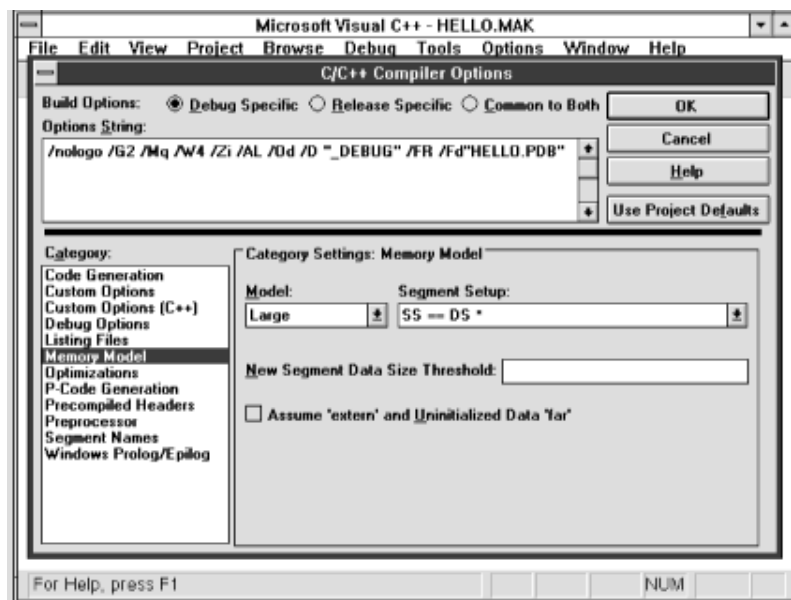 Microsoft Visual C++ - HELLO.MAK
File Edit View Project Browse Debug Tools Options Window Help
C/C++ Compiler Options
Build Options: Debug Specific Release Specific Common to Both
OK
Options String:
Cancel
/nologo /G2 /Mq /W4 /Zi /AL /Od /D "_DEBUG" /FR /Fd"HELLO.PDB"
Help
Use Project Defaults
Category:
Code Generation
Custom Options
Custom Options (C++)
Debug Options
Listing Files
Memory Model
Optimizations
P-Code Generation
Precompiled Headers
Preprocessor
Segment Names
Windows Prolog/Epilog
Category Settings: Memory Model
Model: Segment Setup:
Large SS == DS *
New Segment Data Size Threshold:
Assume 'extern' and Uninitialized Data 'far'
For Help, press F1 NUM